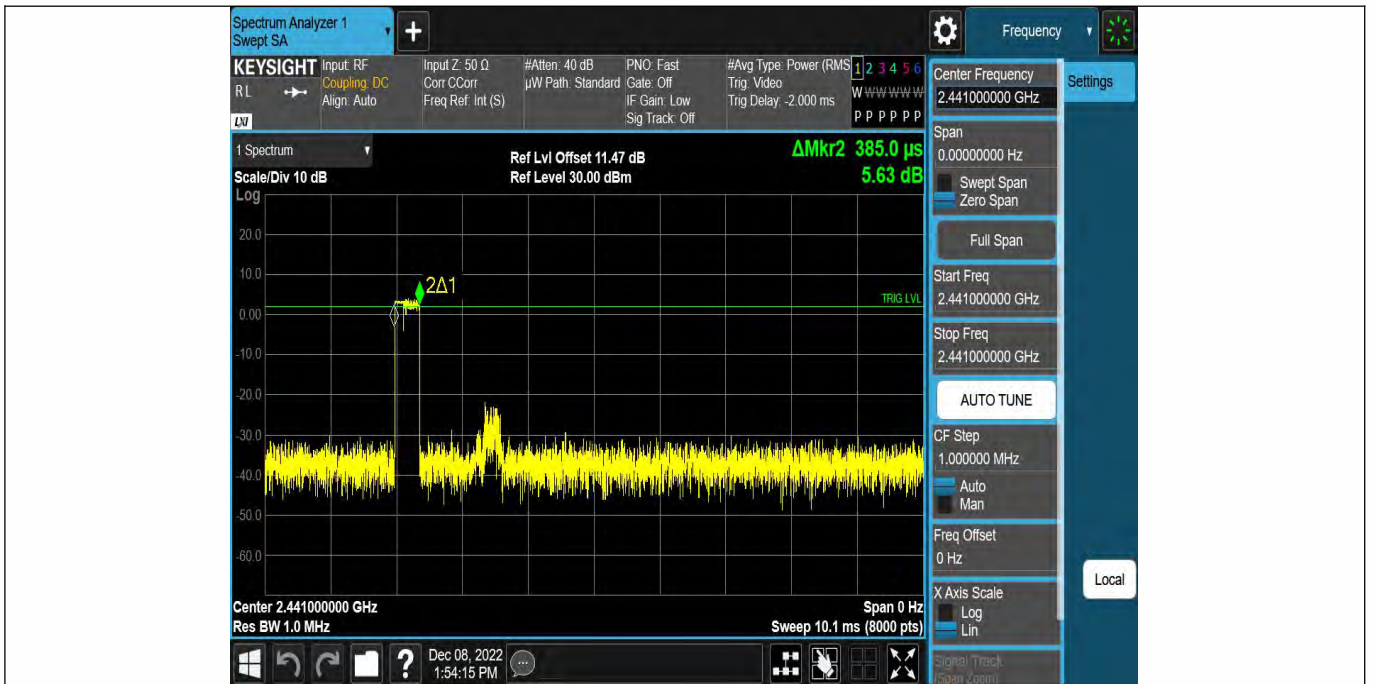 Spectrum Analyzer 1
Swept SA
+
Frequency
KEYSIGHT
RL
LXI
Input: RF
Coupling: DC
Align: Auto
Input Z: 50 Ω
Corr CCorr
Freq Ref: Int (S)
#Atten: 40 dB
µW Path: Standard
PNO: Fast
Gate: Off
IF Gain: Low
Sig Track: Off
#Avg Type: Power (RMS
Trig: Video
Trig Delay: -2.000 ms
1 2 3 4 5 6
W W W W W W
P P P P P P
1 Spectrum
Scale/Div 10 dB
Ref Lvl Offset 11.47 dB
Ref Level 30.00 dBm
ΔMkr2 385.0 µs
5.63 dB
Log
20.0
10.0
0.00
-10.0
-20.0
-30.0
-40.0
-50.0
-60.0
2Δ1
TRIG LVL
Center 2.441000000 GHz
Res BW 1.0 MHz
Span 0 Hz
Sweep 10.1 ms (8000 pts)
Center Frequency
2.441000000 GHz
Settings
Span
0.00000000 Hz
Swept Span
Zero Span
Full Span
Start Freq
2.441000000 GHz
Stop Freq
2.441000000 GHz
AUTO TUNE
CF Step
1.000000 MHz
Auto
Man
Freq Offset
0 Hz
X Axis Scale
Log
Lin
Signal Track
(Span Zoom)
Local
?
Dec 08, 2022
1:54:15 PM